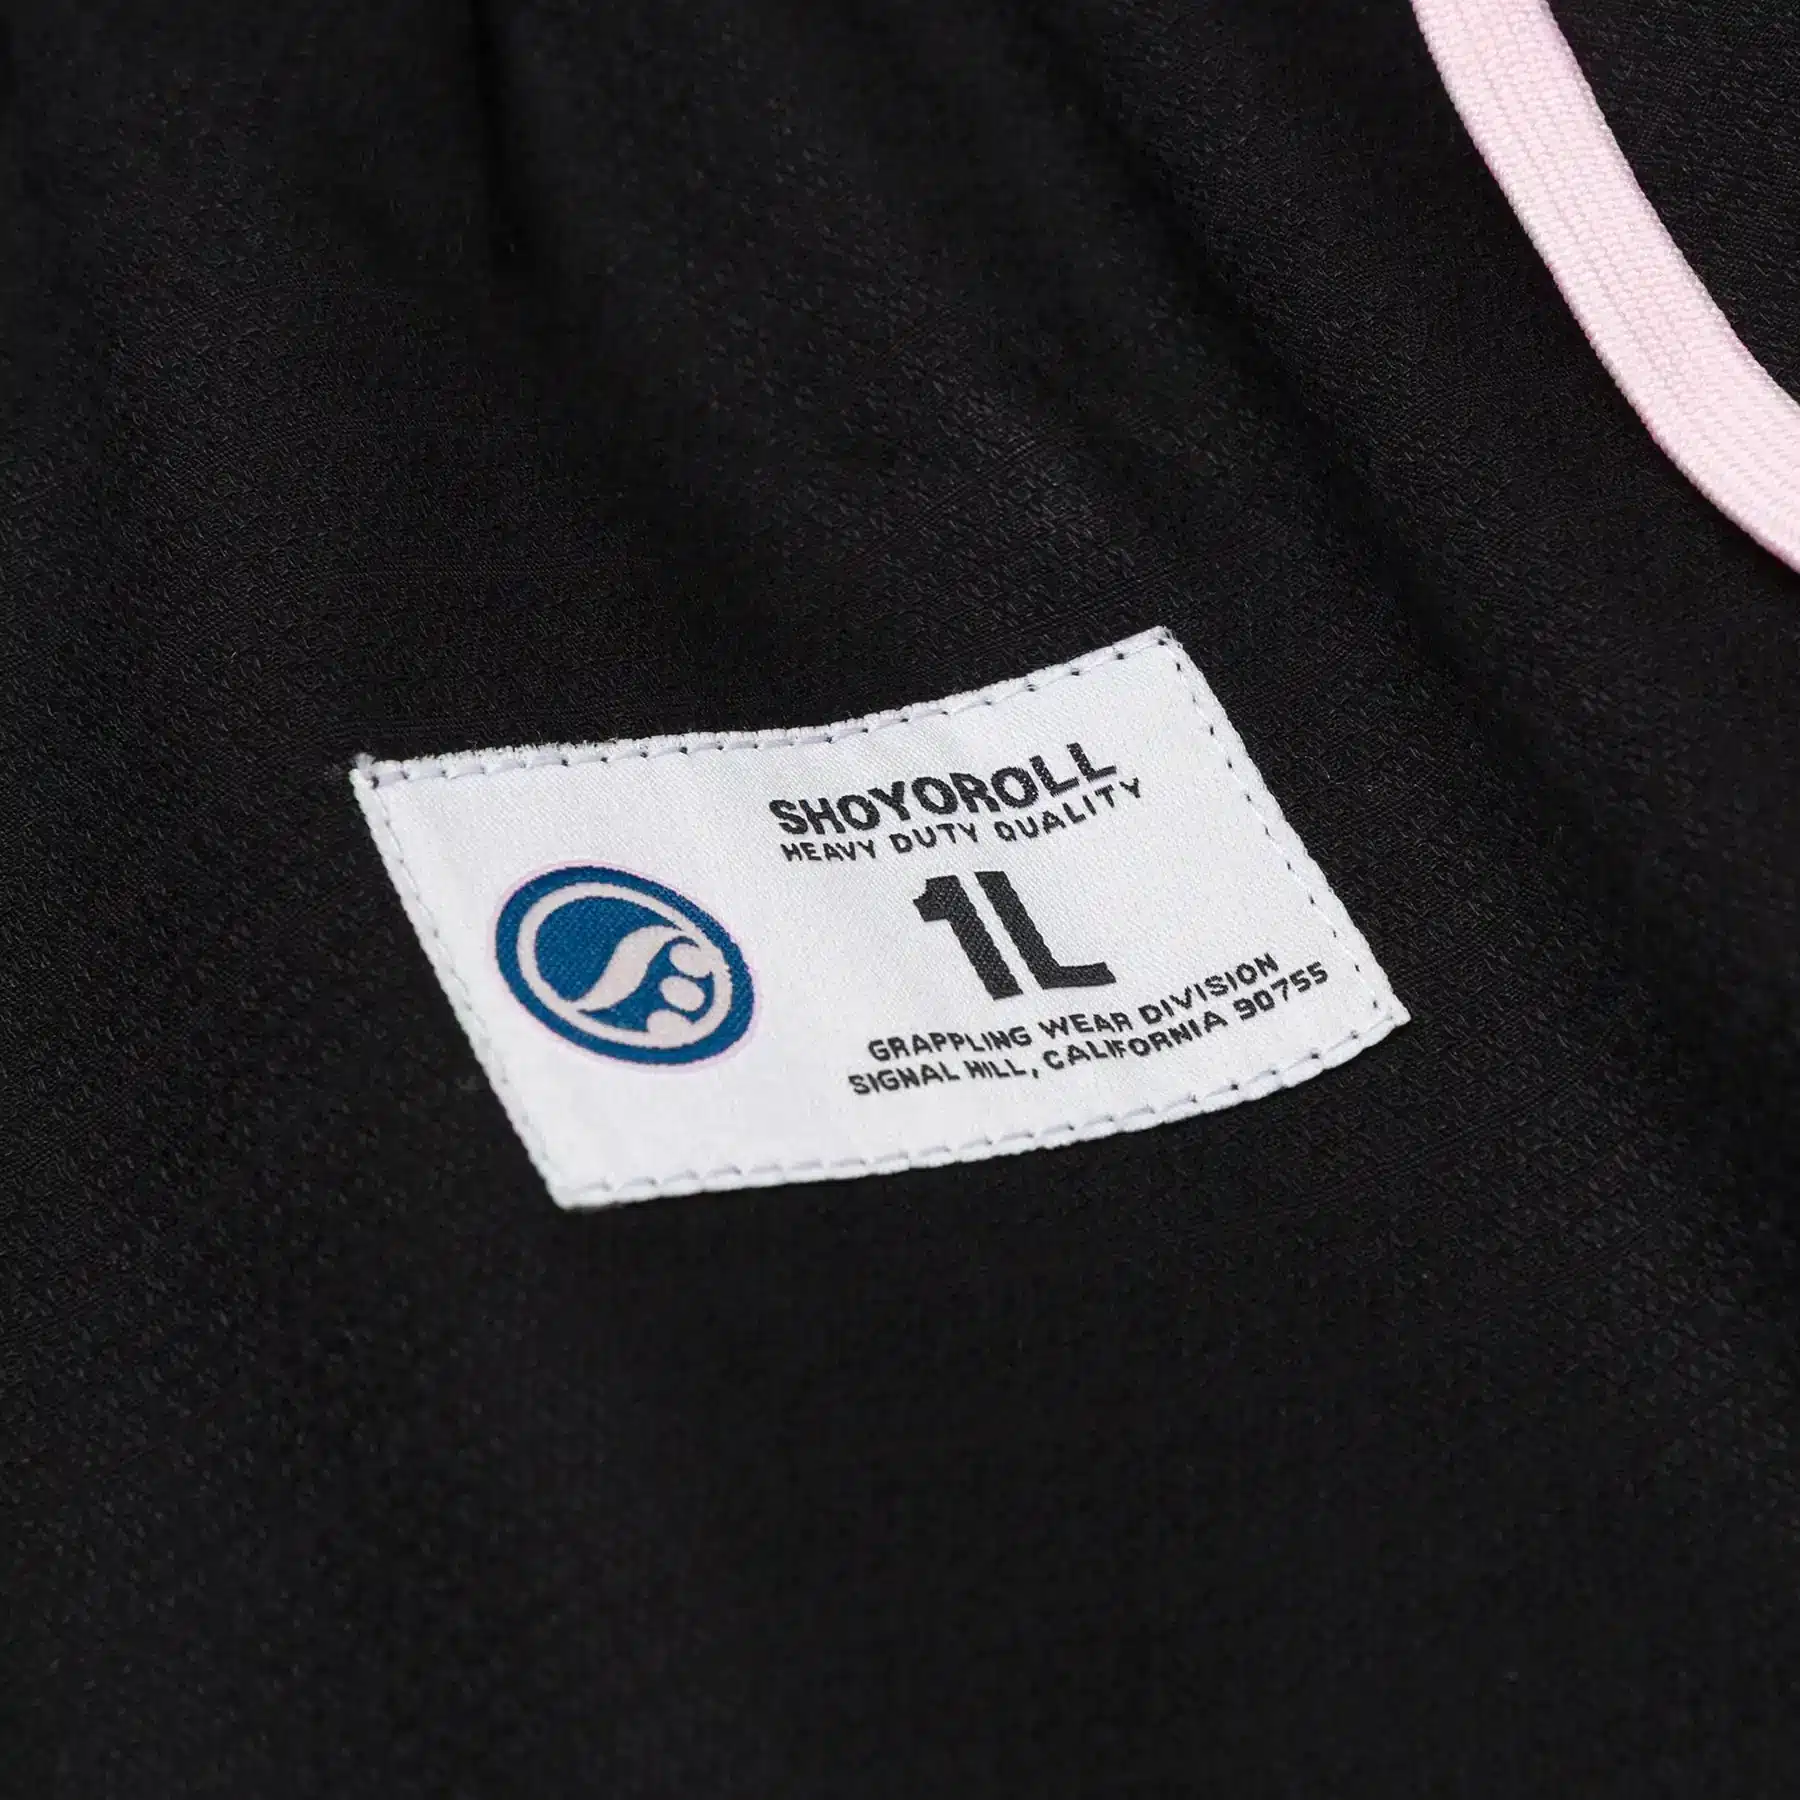 SHOYOROLL
HEAVY DUTY QUALITY
1L
GRAPPLING WEAR DIVISION
SIGNAL HILL, CALIFORNIA 90755